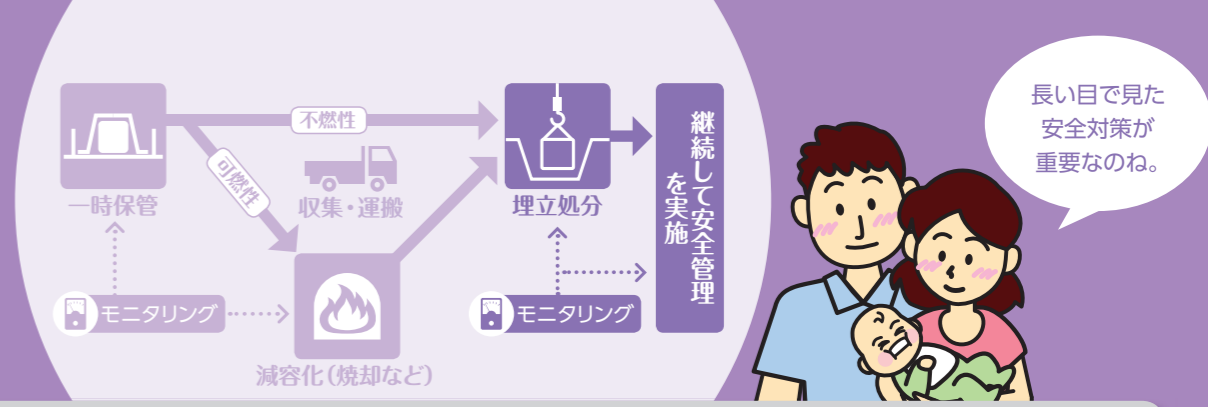 不燃性
可燃性
収集・運搬
一時保管
埋立処分
継続して安全管理
を実施
モニタリング
モニタリング
減容化(焼却など)
長い目で見た
安全対策が
重要なのね。